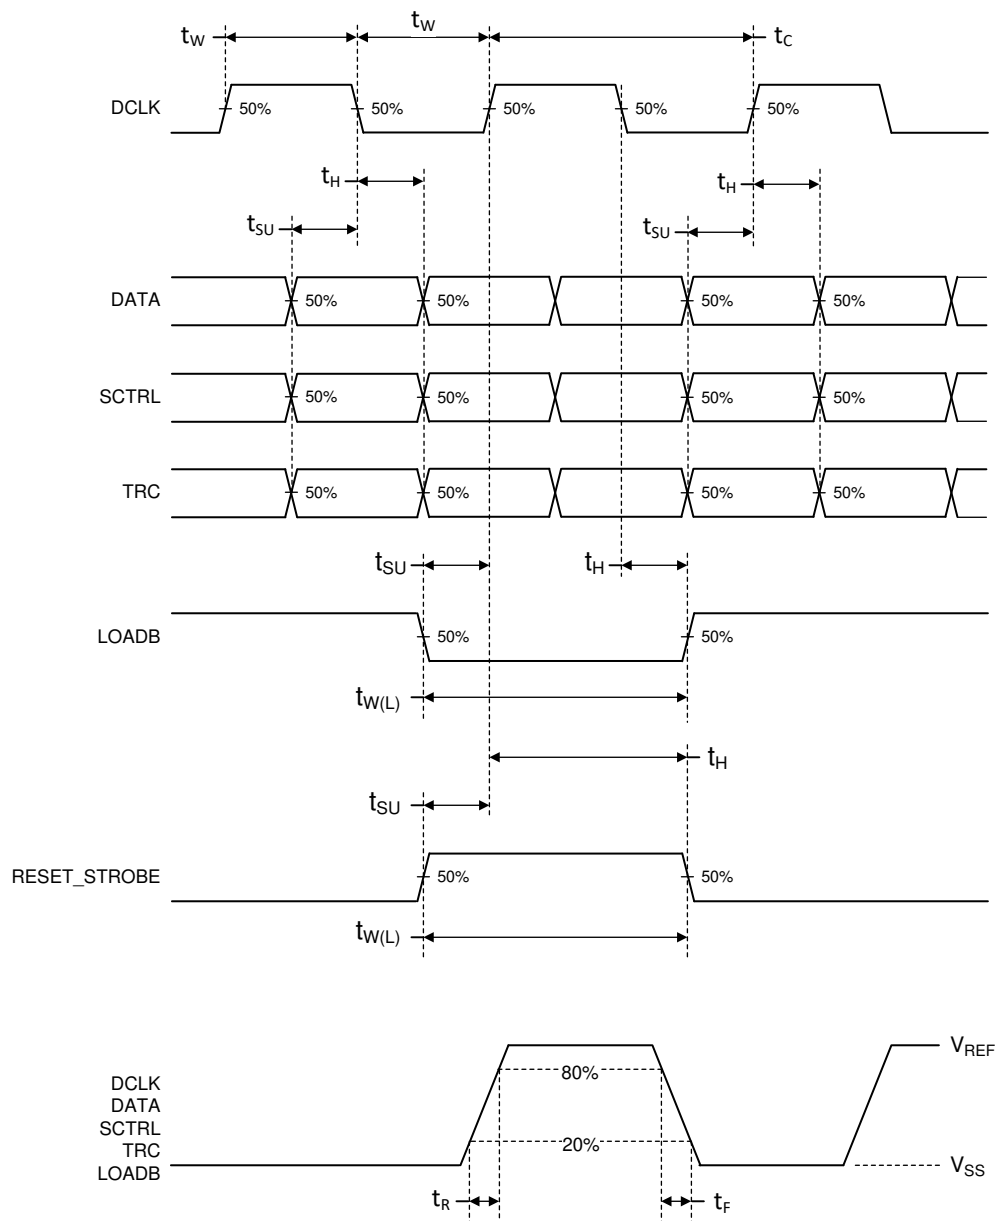 tW
tW
tC
DCLK
50%
50%
50%
50%
50%
tH
tH
tSU
tSU
DATA
50%
50%
50%
50%
SCTRL
50%
50%
50%
50%
TRC
50%
50%
50%
50%
tSU
tH
LOADB
50%
50%
tW(L)
tH
tSU
RESET_STROBE
50%
50%
tW(L)
VREF
80%
DCLK
DATA
SCTRL
TRC
LOADB
20%
VSS
tR
tF